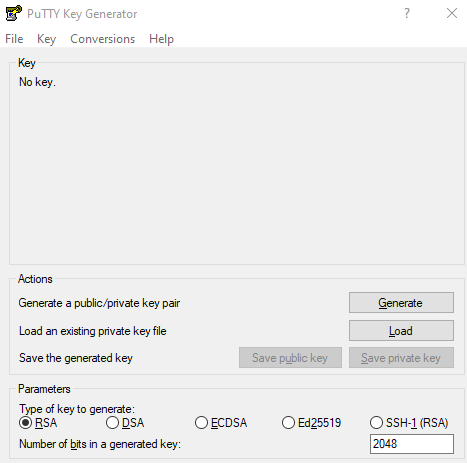 PuTTY Key Generator
File Key Conversions Help
Key
No key.
Actions
Generate a public/private key pair Generate
Load an existing private key file Load
Save the generated key Save public key Save private key
Parameters
Type of key to generate:
RSA DSA ECDSA Ed25519 SSH-1 (RSA)
Number of bits in a generated key: 2048